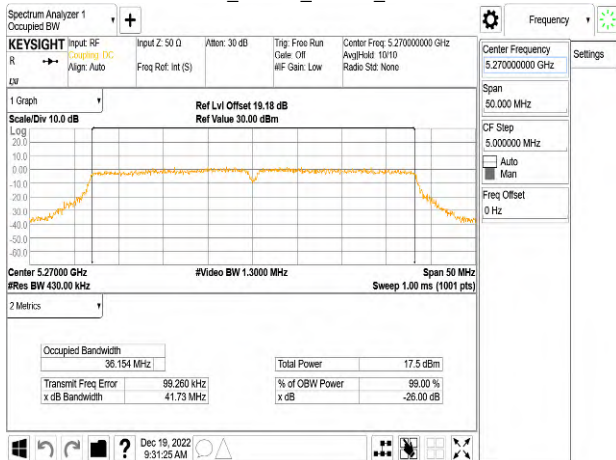 Spectrum Analyzer 1
Occupied BW
+
Frequency
KEYSIGHT Input: RF
R
Coupling: DC
Align: Auto
Input Z: 50 Ω
Freq Ref: Int (S)
Atten: 30 dB
Trig: Free Run
Gate: Off
#IF Gain: Low
Center Freq: 5.270000000 GHz
Avg|Hold: 10/10
Radio Std: None
Center Frequency
5.270000000 GHz
Settings
Span
50.000 MHz
CF Step
5.000000 MHz
Auto
Man
Freq Offset
0 Hz
1 Graph
Scale/Div 10.0 dB
Ref Lvl Offset 19.18 dB
Ref Value 30.00 dBm
Log
20.0
10.0
0.00
-10.0
-20.0
-30.0
-40.0
-50.0
-60.0
Center 5.27000 GHz
#Video BW 1.3000 MHz
Span 50 MHz
#Res BW 430.00 kHz
Sweep 1.00 ms (1001 pts)
2 Metrics
Occupied Bandwidth
36.154 MHz
Total Power 17.5 dBm
Transmit Freq Error 99.260 kHz
% of OBW Power 99.00 %
x dB Bandwidth 41.73 MHz
x dB -26.00 dB
?
Dec 19, 2022
9:31:25 AM